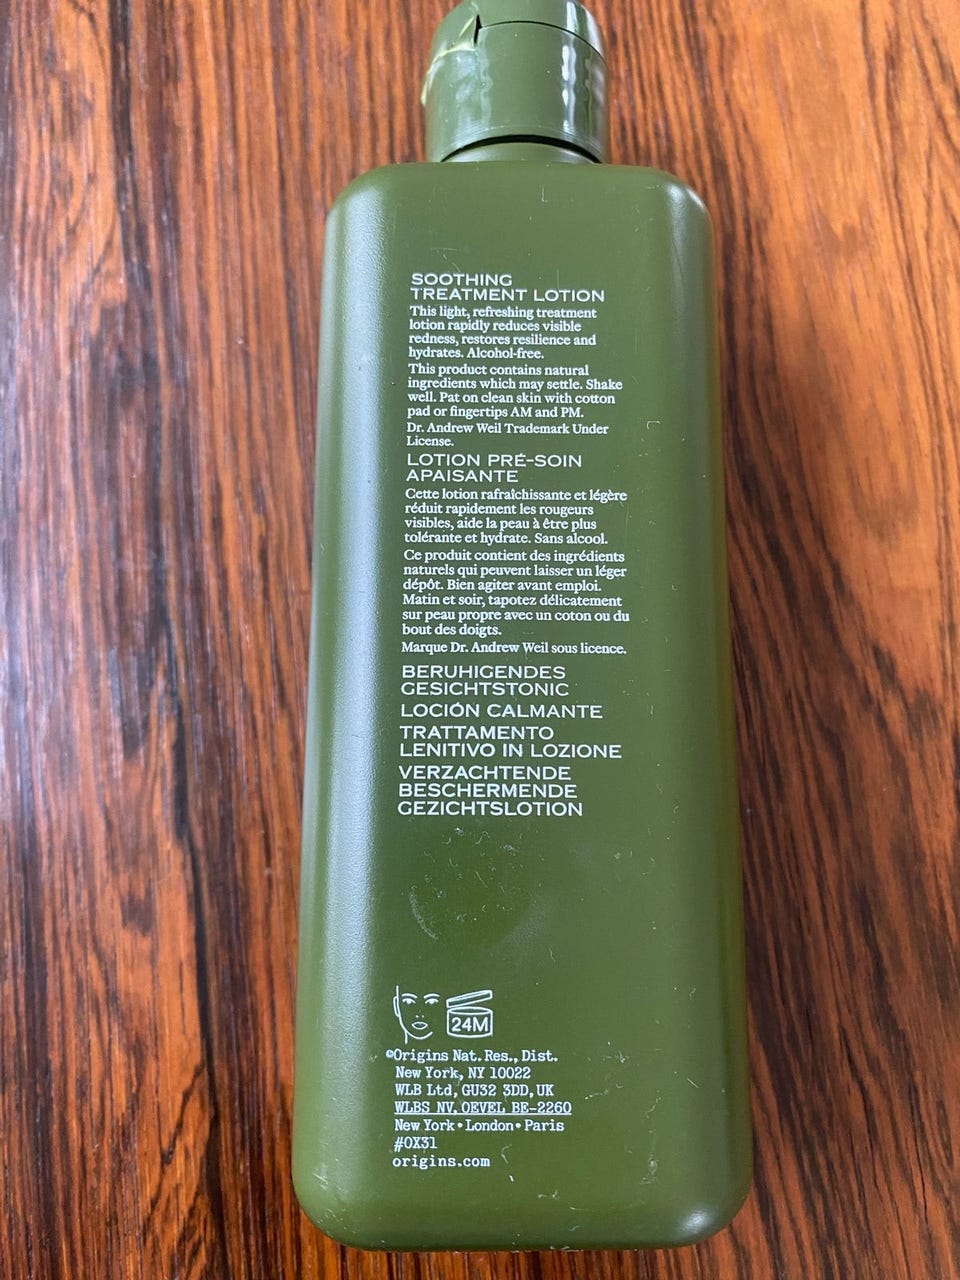 SOOTHING
TREATMENT LOTION
This light, refreshing treatment
lotion rapidly reduces visible
redness, restores resilience and
hydrates. Alcohol-free.
This product contains natural
ingredients which may settle. Shake
well. Pat on clean skin with cotton
pad or fingertips AM and PM.
Dr. Andrew Weil Trademark Under
License.
LOTION PRÉ-SOIN
APAISANTE
Cette lotion rafraîchissante et légère
réduit rapidement les rougeurs
visibles, aide la peau à être plus
tolérante et hydrate. Sans alcool.
Ce produit contient des ingrédients
naturels qui peuvent laisser un léger
dépôt. Bien agiter avant emploi.
Matin et soir, tapotez délicatement
sur peau propre avec un coton ou du
bout des doigts.
Marque Dr. Andrew Weil sous licence.
BERUHIGENDES
GESICHTSTONIC
LOCIÓN CALMANTE
TRATTAMENTO
LENITIVO IN LOZIONE
VERZACHTENDE
BESCHERMENDE
GEZICHTSLOTION
24M
©Origins Nat. Res., Dist.
New York, NY 10022
WLB Ltd, GU32 3DD, UK
WLBS NV, OEVEL BE-2260
New York • London • Paris
#0X31
origins.com